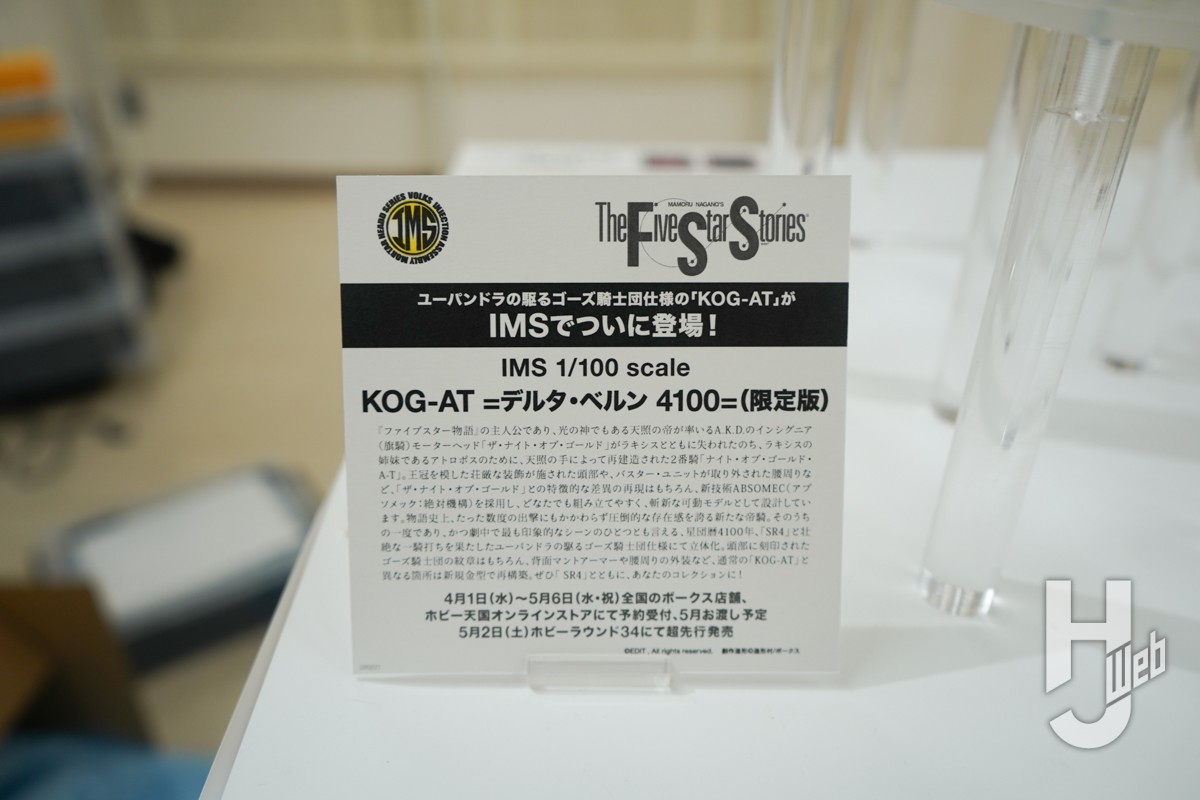 MORTAR HEADD SERIES VOLKS INJECTION ASSEMBLY
IMS
MAMORU NAGANO'S
The Five Star Stories
ユーパンドラの駆るゴーズ騎士団仕様の「KOG-AT」が
IMSでついに登場！
IMS 1/100 scale
KOG-AT =デルタ・ベルン 4100=（限定版）
『ファイブスター物語』の主人公であり、光の神でもある天照の帝が率いるA.K.D.のインシグニア
（旗騎）モーターヘッド「ザ・ナイト・オブ・ゴールド」がラキシスとともに失われたのち、ラキシスの
姉妹であるアトロポスのために、天照の手によって再建造された2番騎「ナイト・オブ・ゴールド・
A-T」。王冠を模した荘厳な装飾が施された頭部や、バスター・ユニットが取り外された腰周りな
ど、「ザ・ナイト・オブ・ゴールド」との特徴的な差異の再現はもちろん、新技術ABSOMEC（アブ
ソメック：絶対機構）を採用し、どなたでも組み立てやすく、斬新な可動モデルとして設計してい
ます。物語史上、たった数度の出撃にもかかわらず圧倒的な存在感を誇る新たな帝騎。そのうち
の一度であり、かつ劇中で最も印象的なシーンのひとつとも言える、星団暦4100年、「SR4」と壮
絶な一騎打ちを果たしたユーパンドラの駆るゴーズ騎士団仕様にて立体化。頭部に刻印された
ゴーズ騎士団の紋章はもちろん、背面マントアーマーや腰周りの外装など、通常の「KOG-AT」と
異なる箇所は新規金型で再構築。ぜひ「SR4」とともに、あなたのコレクションに！
4月1日（水）～5月6日（水・祝）全国のボークス店舗、
ホビー天国オンラインストアにて予約受付、5月お渡し予定
5月2日（土）ホビーラウンド34にて超先行発売
©EDIT, All rights reserved. 創作造形©造形村/ボークス
HJ Web